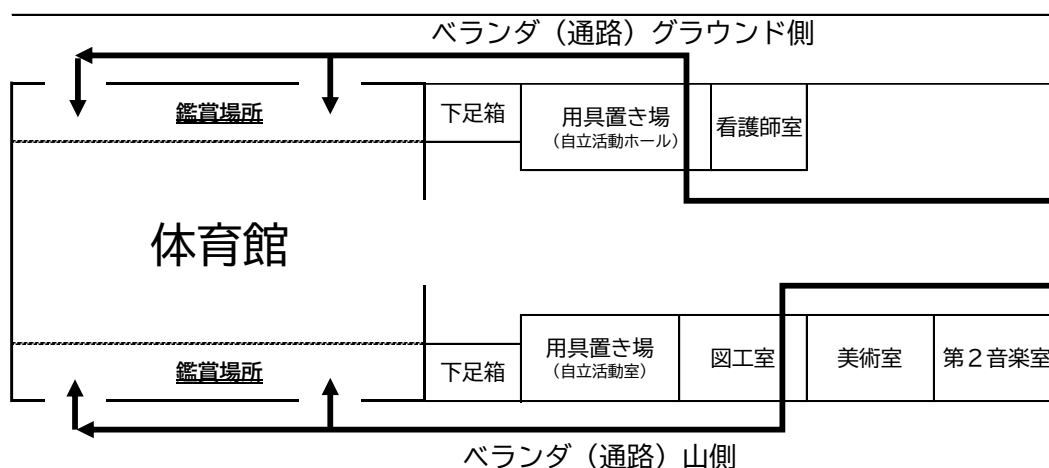 ベランダ（通路）グラウンド側
鑑賞場所
下足箱
用具置き場
（自立活動ホール）
看護師室
体育館
鑑賞場所
下足箱
用具置き場
（自立活動室）
図工室
美術室
第２音楽室
ベランダ（通路）山側